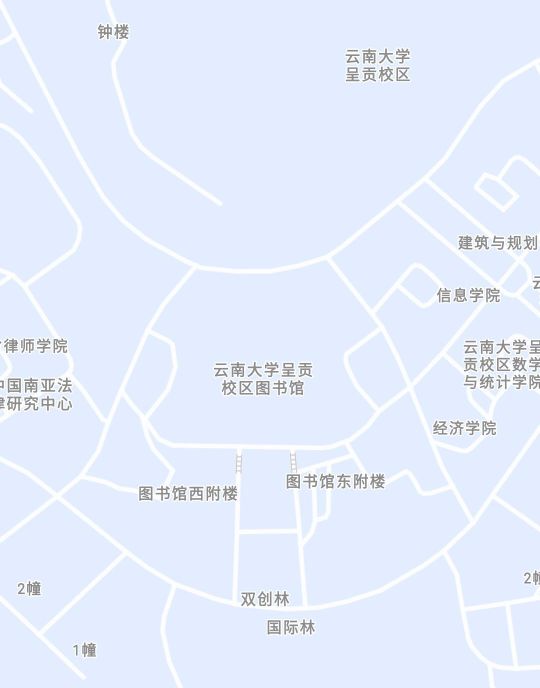 钟楼
云南大学
呈贡校区
建筑与规划
信息学院
律师学院
云南大学呈
贡校区数学
与统计学院
中国南亚法
律研究中心
云南大学呈贡
校区图书馆
经济学院
图书馆西附楼
图书馆东附楼
2幢
双创林
国际林
1幢